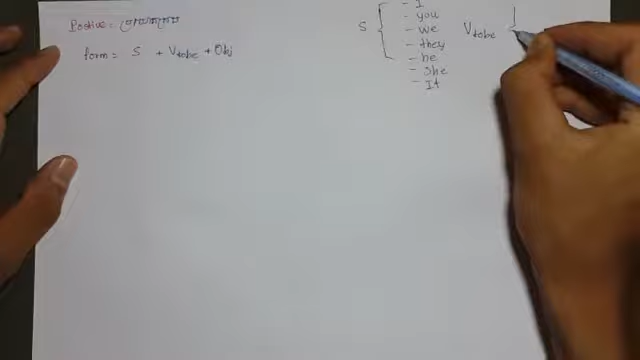 Positive :
form = S + Vtobe + Obj
- I
- you
- we
- they
- he
- She
- It
S
Vtobe